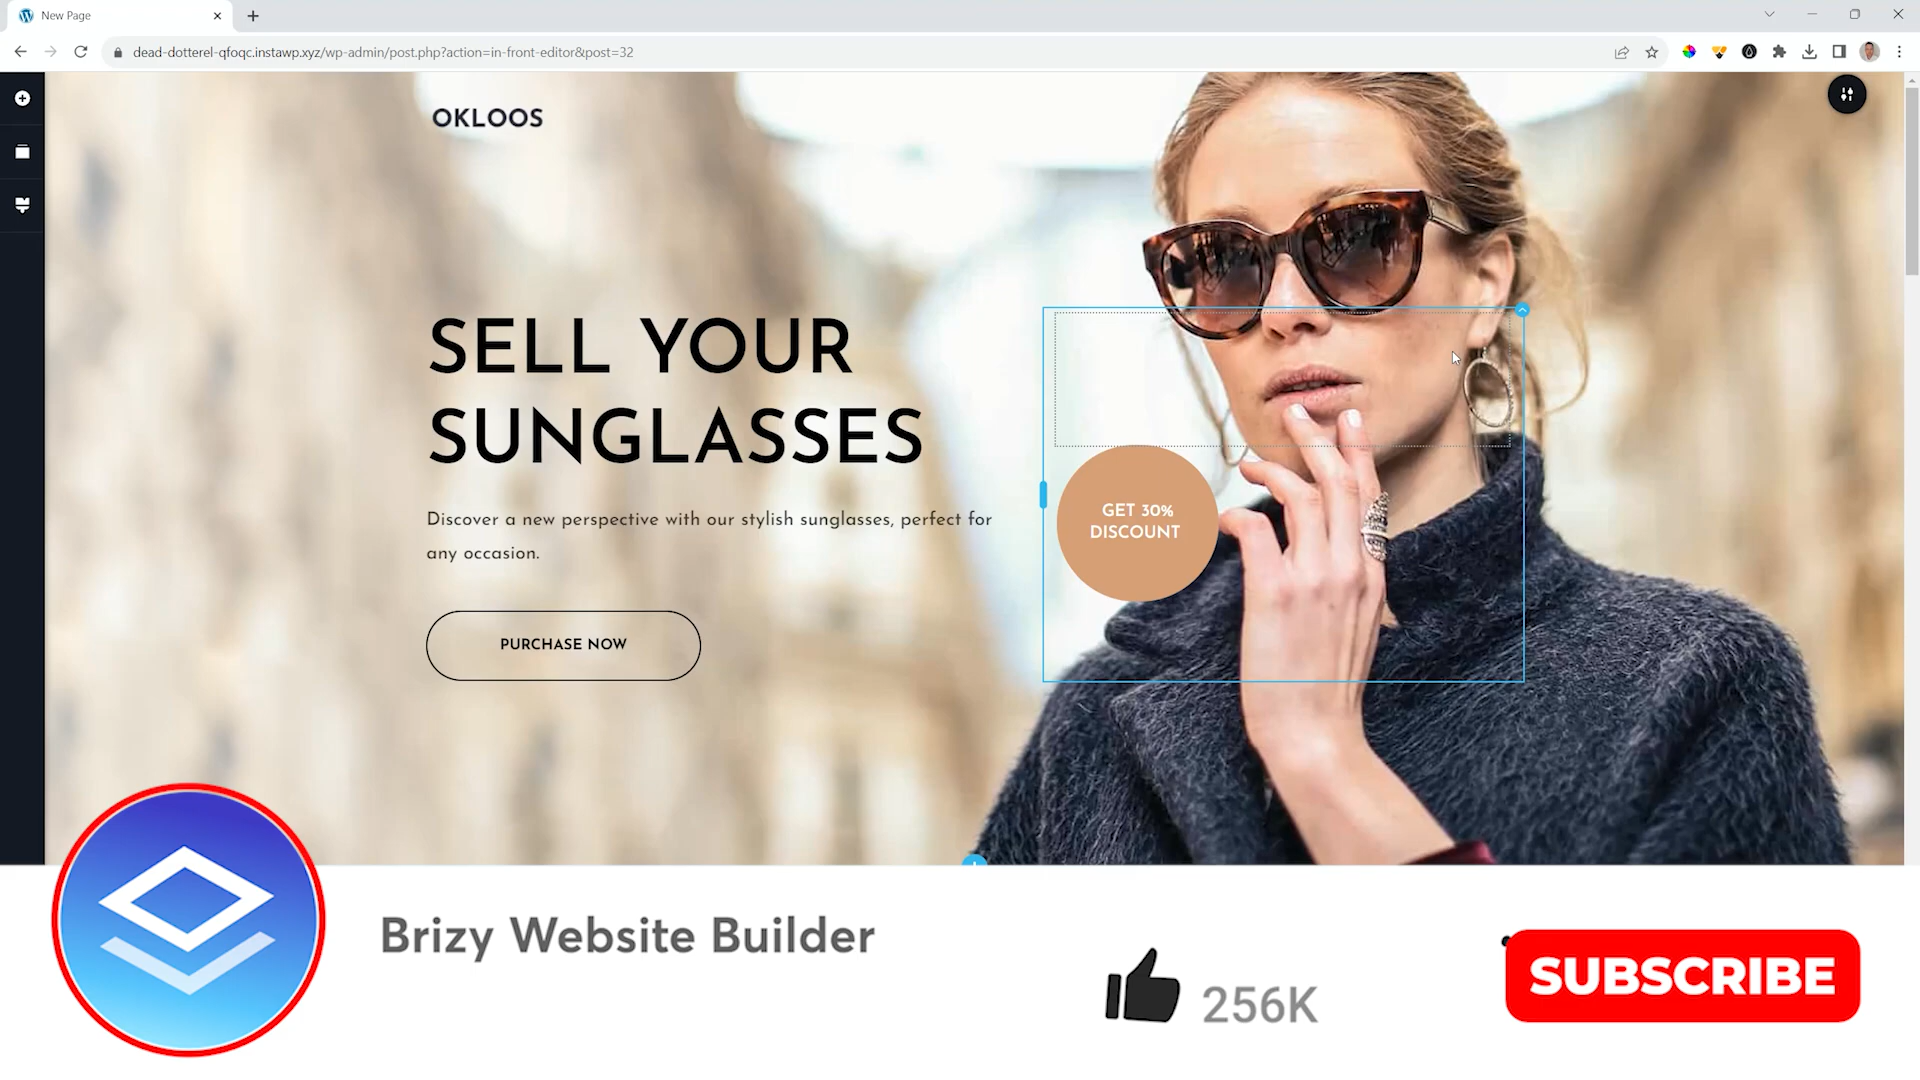 New Page
dead-dotterel-qfoqc.instawp.xyz/wp-admin/post.php?action=in-front-editor&post=32
OKLOOS
SELL YOUR
SUNGLASSES
Discover a new perspective with our stylish sunglasses, perfect for
any occasion.
PURCHASE NOW
GET 30%
DISCOUNT
Brizy Website Builder
256K
SUBSCRIBE